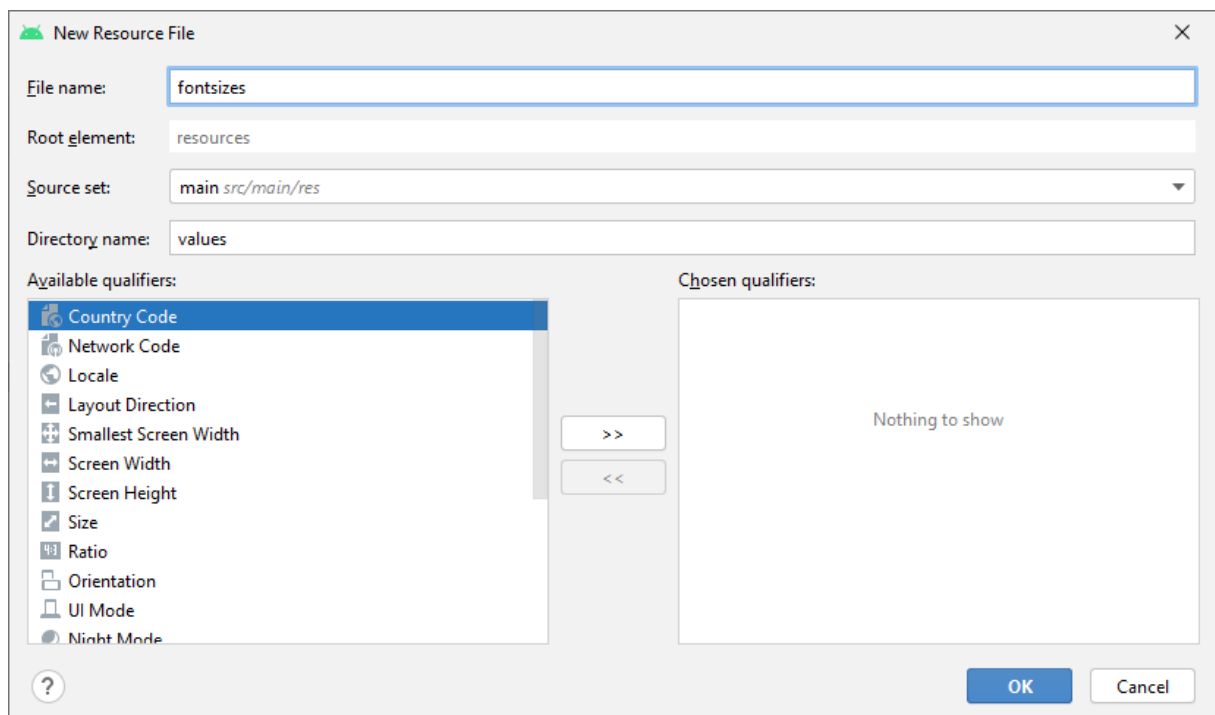 New Resource File
File name: fontsizes
Root element: resources
Source set: main src/main/res
Directory name: values
Available qualifiers:
Country Code
Network Code
Locale
Layout Direction
Smallest Screen Width
Screen Width
Screen Height
Size
Ratio
Orientation
UI Mode
Night Mode
>>
<<
Chosen qualifiers:
Nothing to show
?
OK Cancel